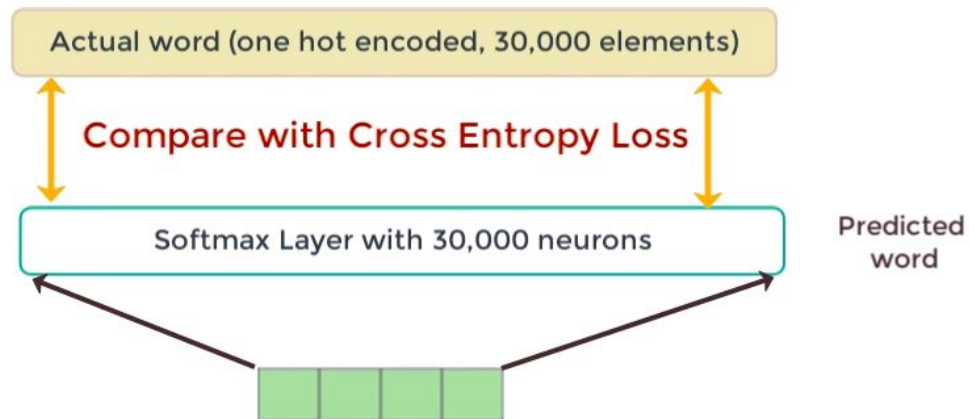 Actual word (one hot encoded, 30,000 elements)
Compare with Cross Entropy Loss
Softmax Layer with 30,000 neurons
Predicted
word